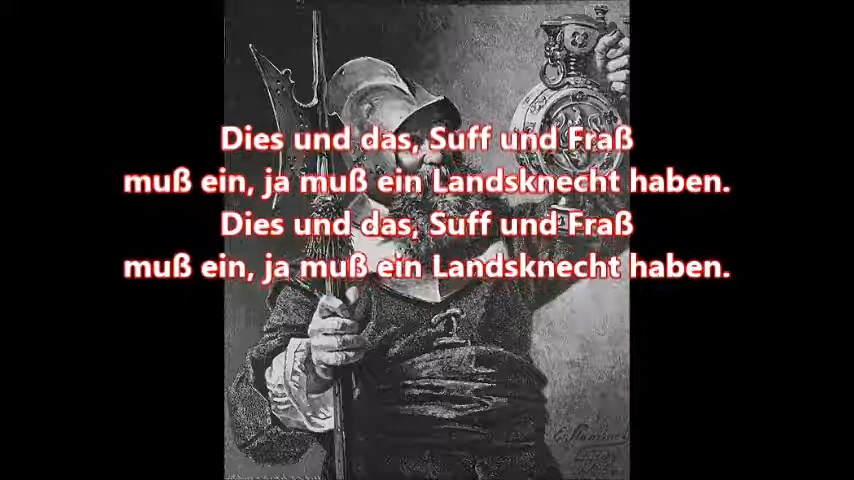 Dies und das, Suff und Fraß
muß ein, ja muß ein Landsknecht haben.
Dies und das, Suff und Fraß
muß ein, ja muß ein Landsknecht haben.